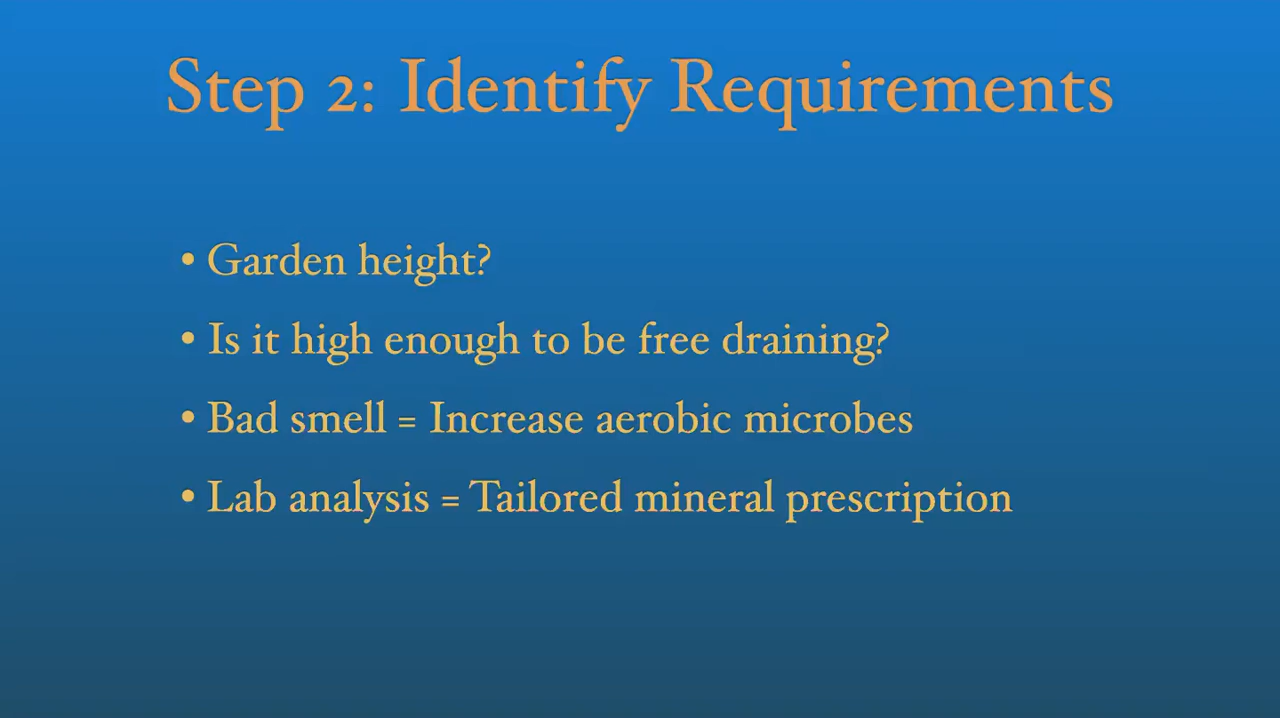 Step 2: Identify Requirements
• Garden height?
• Is it high enough to be free draining?
• Bad smell = Increase aerobic microbes
• Lab analysis = Tailored mineral prescription